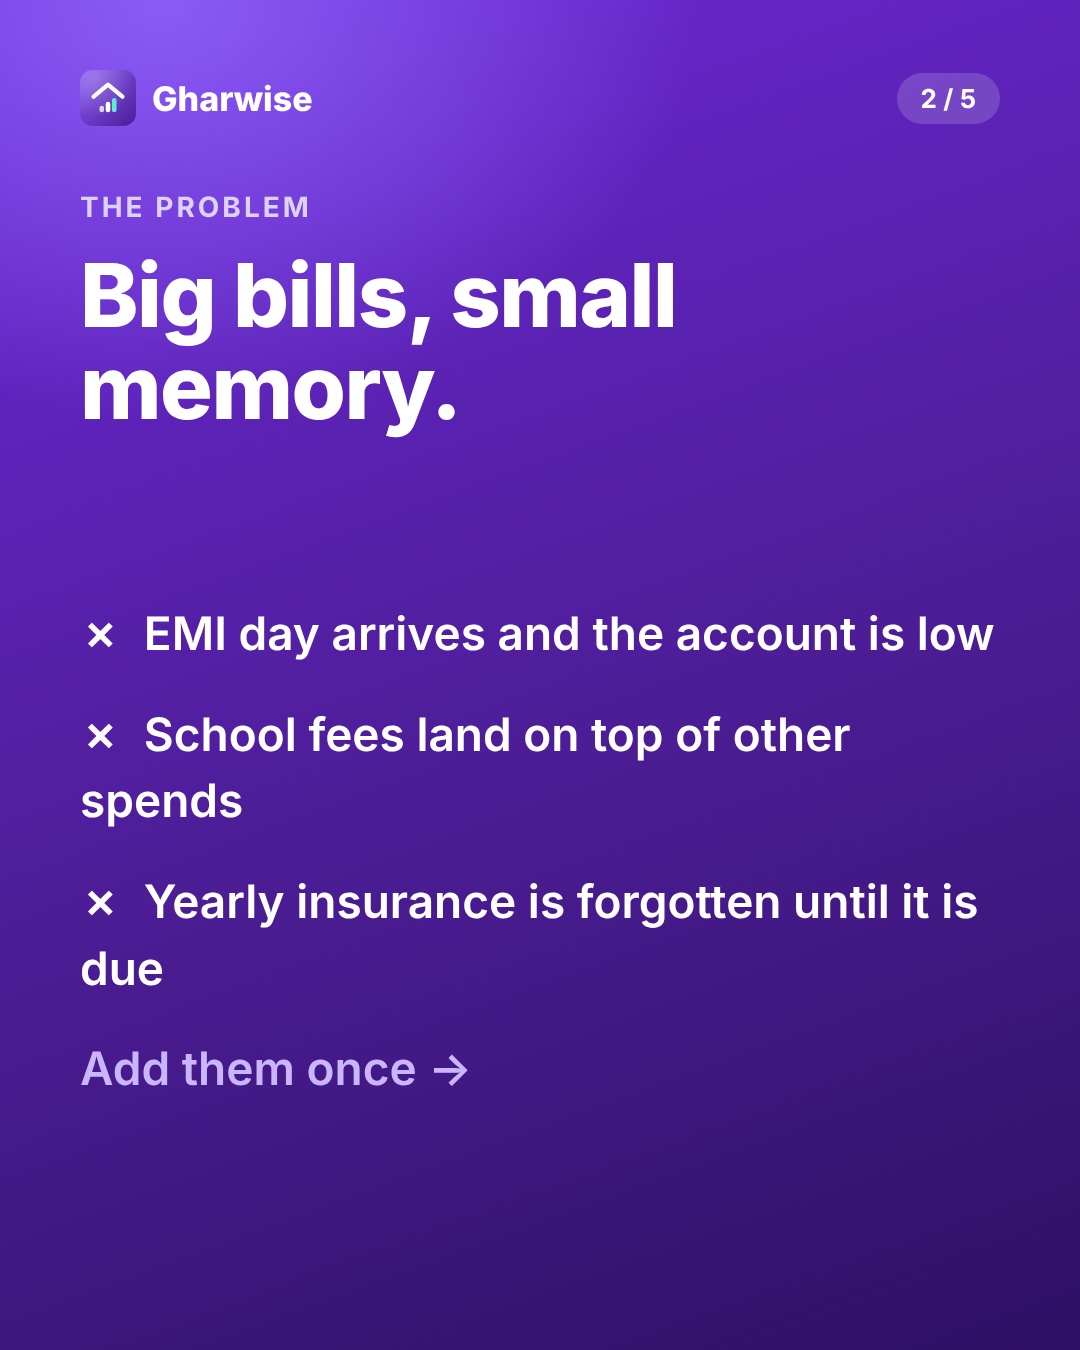 Gharwise
2 / 5
THE PROBLEM
Big bills, small
memory.
× EMI day arrives and the account is low
× School fees land on top of other
spends
× Yearly insurance is forgotten until it is
due
Add them once →